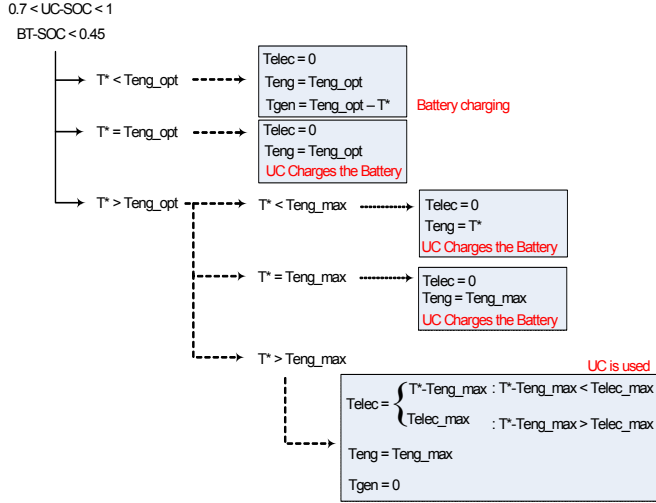 0.7 < UC-SOC < 1
BT-SOC < 0.45
T* < Teng_opt
Telec = 0
Teng = Teng_opt
Tgen = Teng_opt – T*
Battery charging
T* = Teng_opt
Telec = 0
Teng = Teng_opt
UC Charges the Battery
T* > Teng_opt
T* < Teng_max
Telec = 0
Teng = T*
UC Charges the Battery
T* = Teng_max
Telec = 0
Teng = Teng_max
UC Charges the Battery
T* > Teng_max
UC is used
Telec = { T*-Teng_max : T*-Teng_max < Telec_max
Telec_max : T*-Teng_max > Telec_max
Teng = Teng_max
Tgen = 0